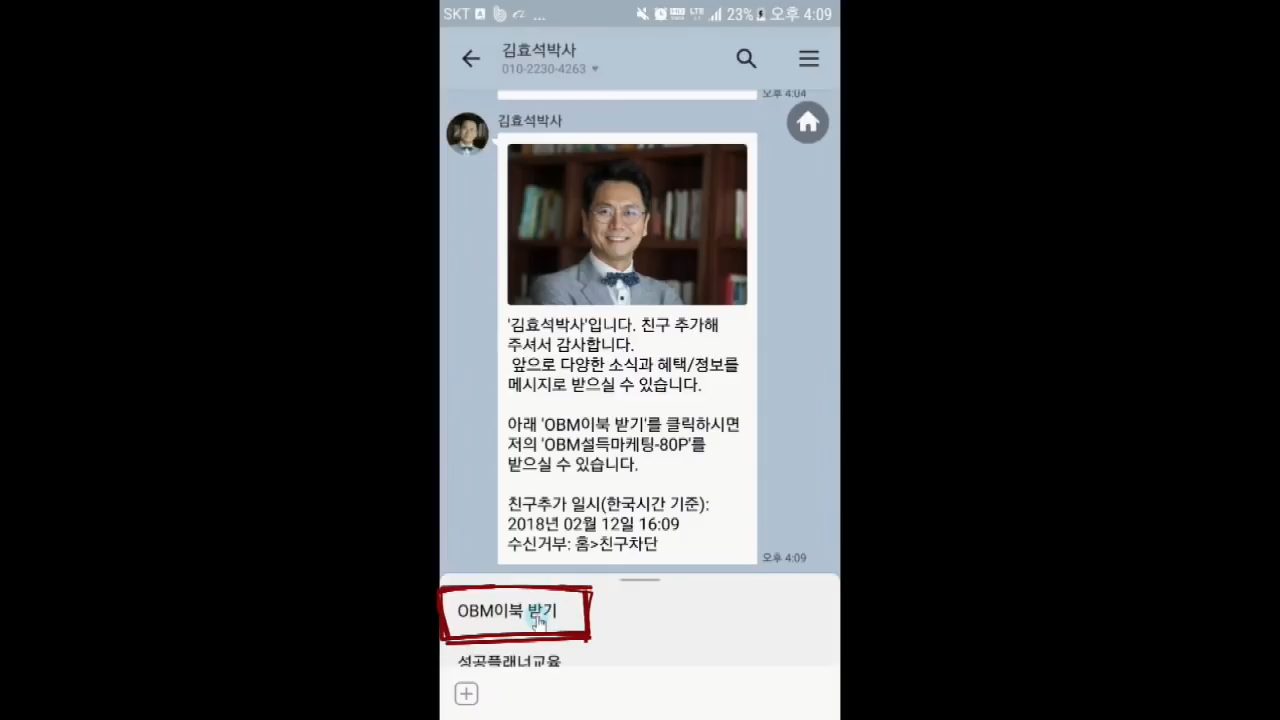 SKT ... LTE 23% 오후 4:09
김효석박사
010-2230-4263
오후 4:04
김효석박사
'김효석박사'입니다. 친구 추가해
주셔서 감사합니다.
앞으로 다양한 소식과 혜택/정보를
메시지로 받으실 수 있습니다.
아래 'OBM이북 받기'를 클릭하시면
저의 'OBM설득마케팅-80P'를
받으실 수 있습니다.
친구추가 일시(한국시간 기준):
2018년 02월 12일 16:09
수신거부: 홈>친구차단
오후 4:09
OBM이북 받기
성공플래너교육